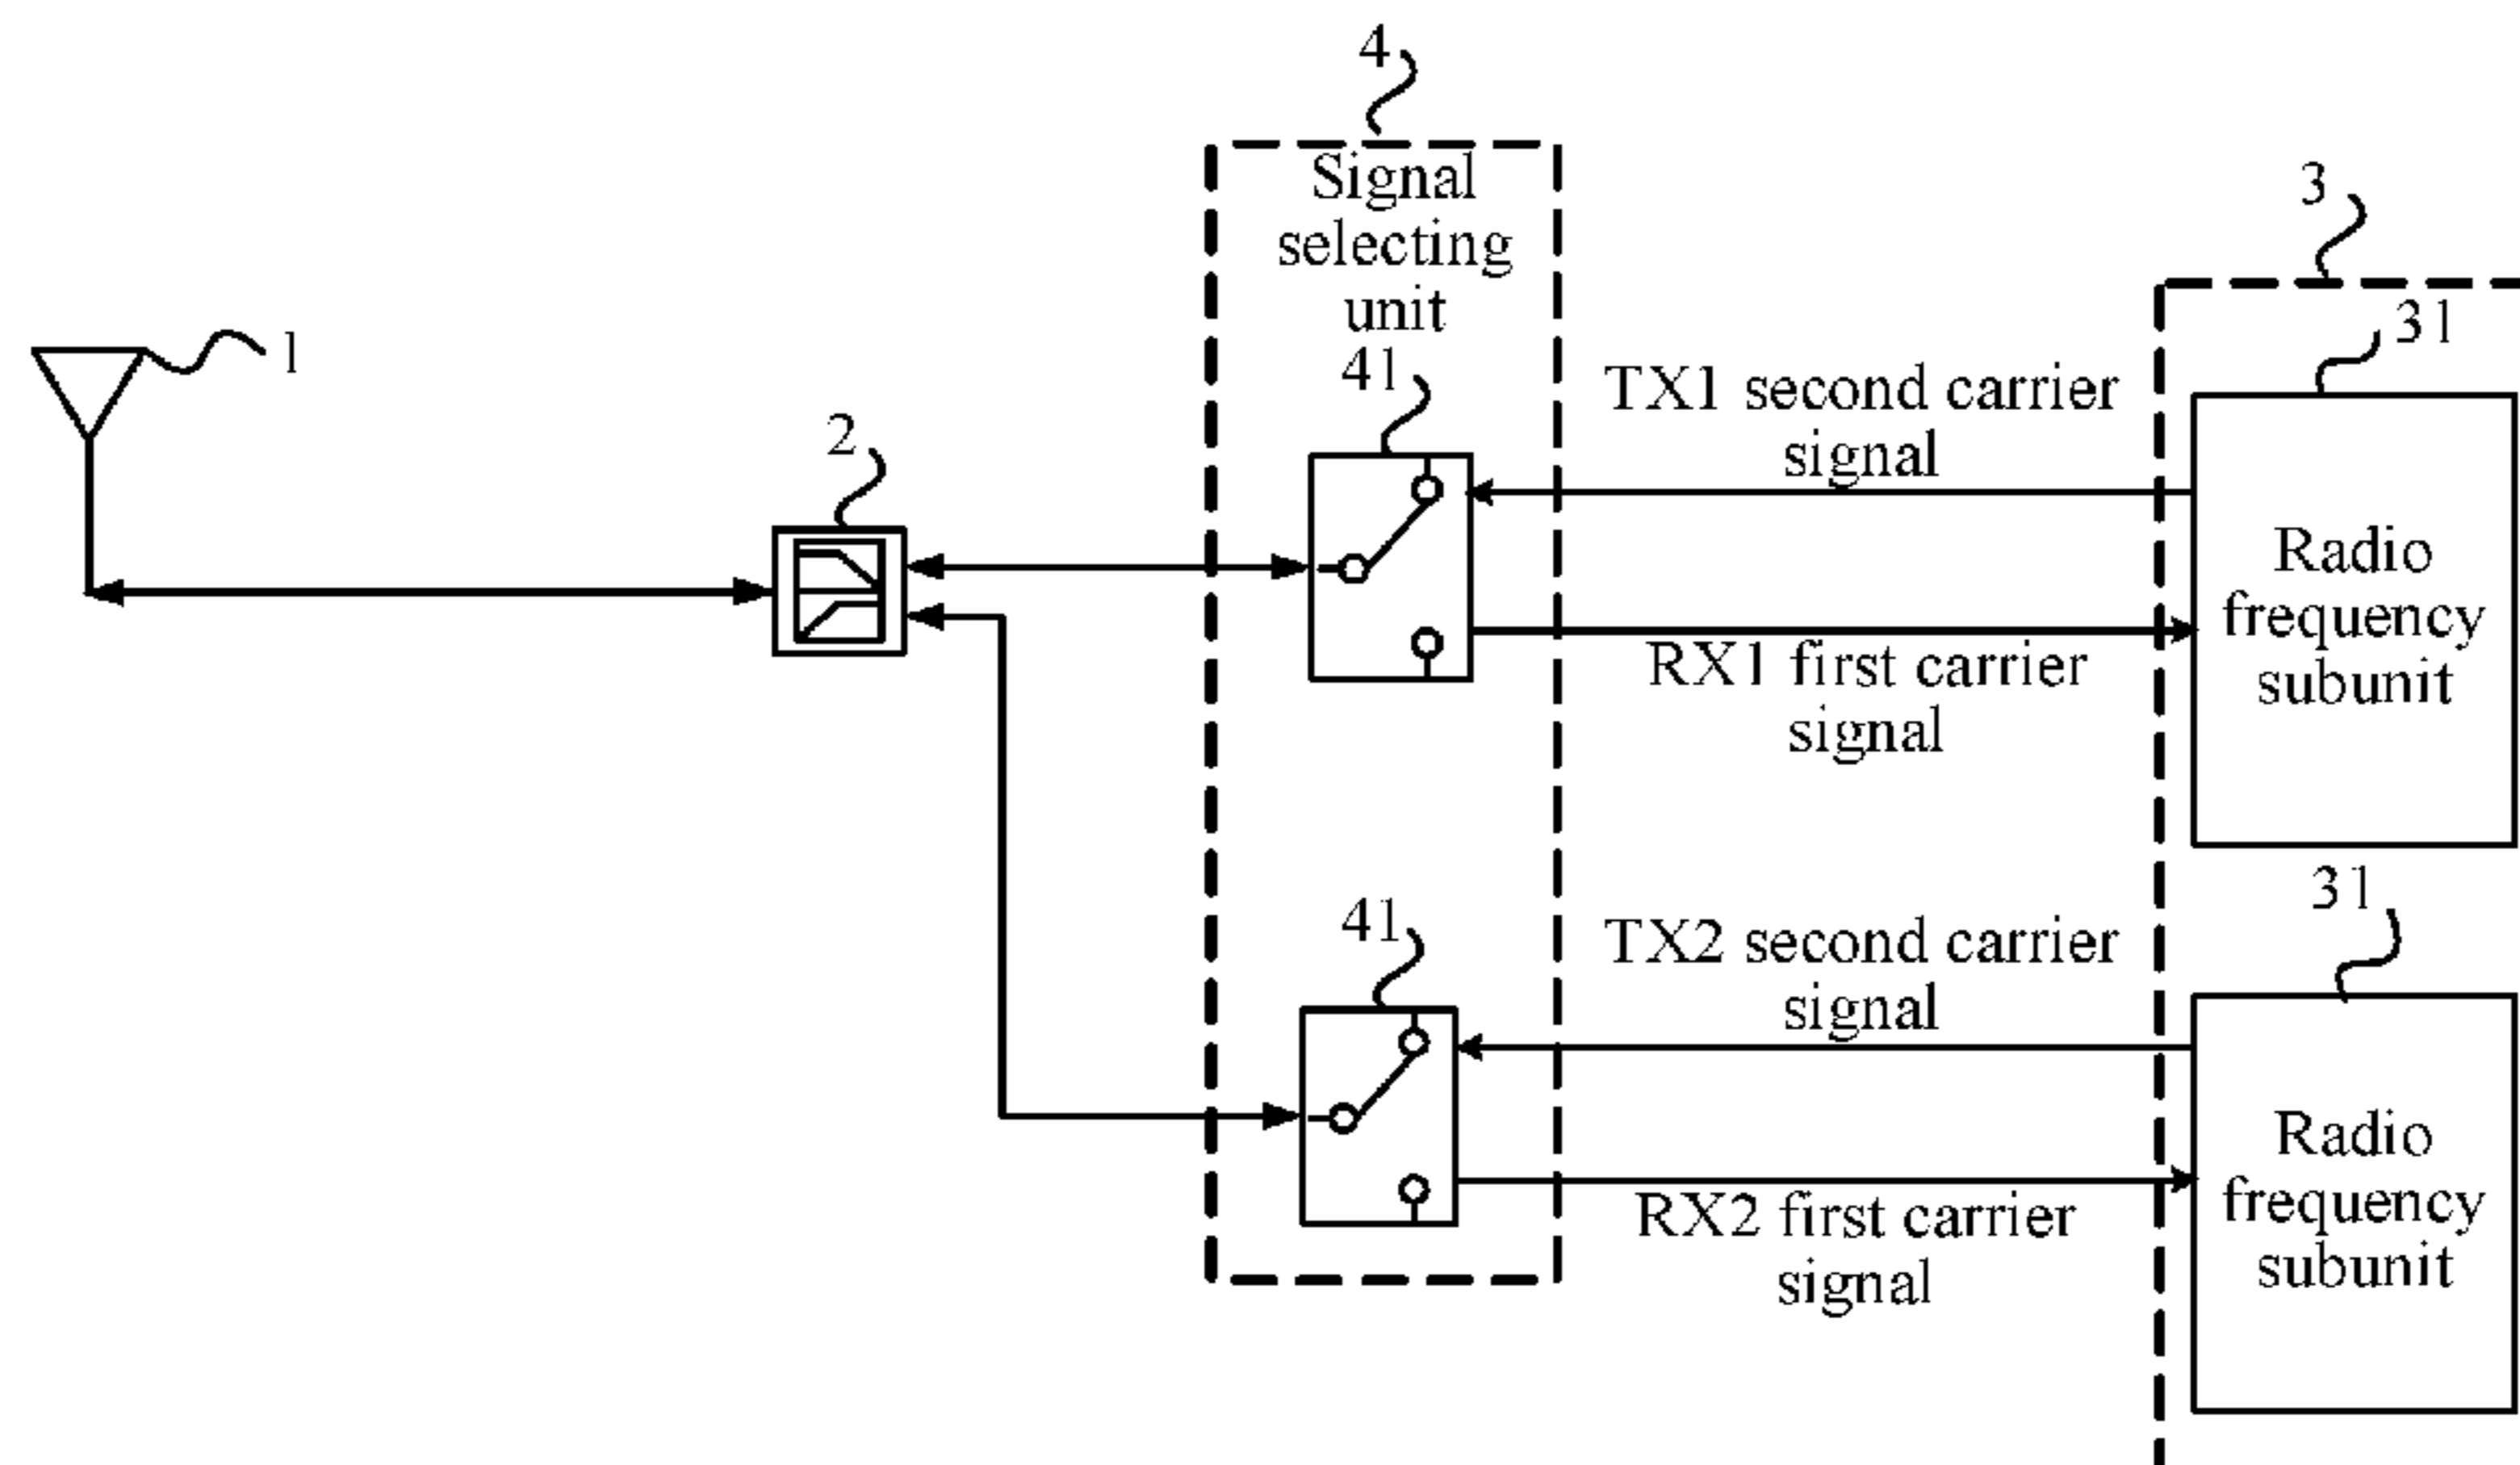 4
Signal
selecting
unit
3
31
1
41
TX1 second carrier
signal
2
Radio
frequency
subunit
RX1 first carrier
signal
31
41
TX2 second carrier
signal
Radio
frequency
subunit
RX2 first carrier
signal